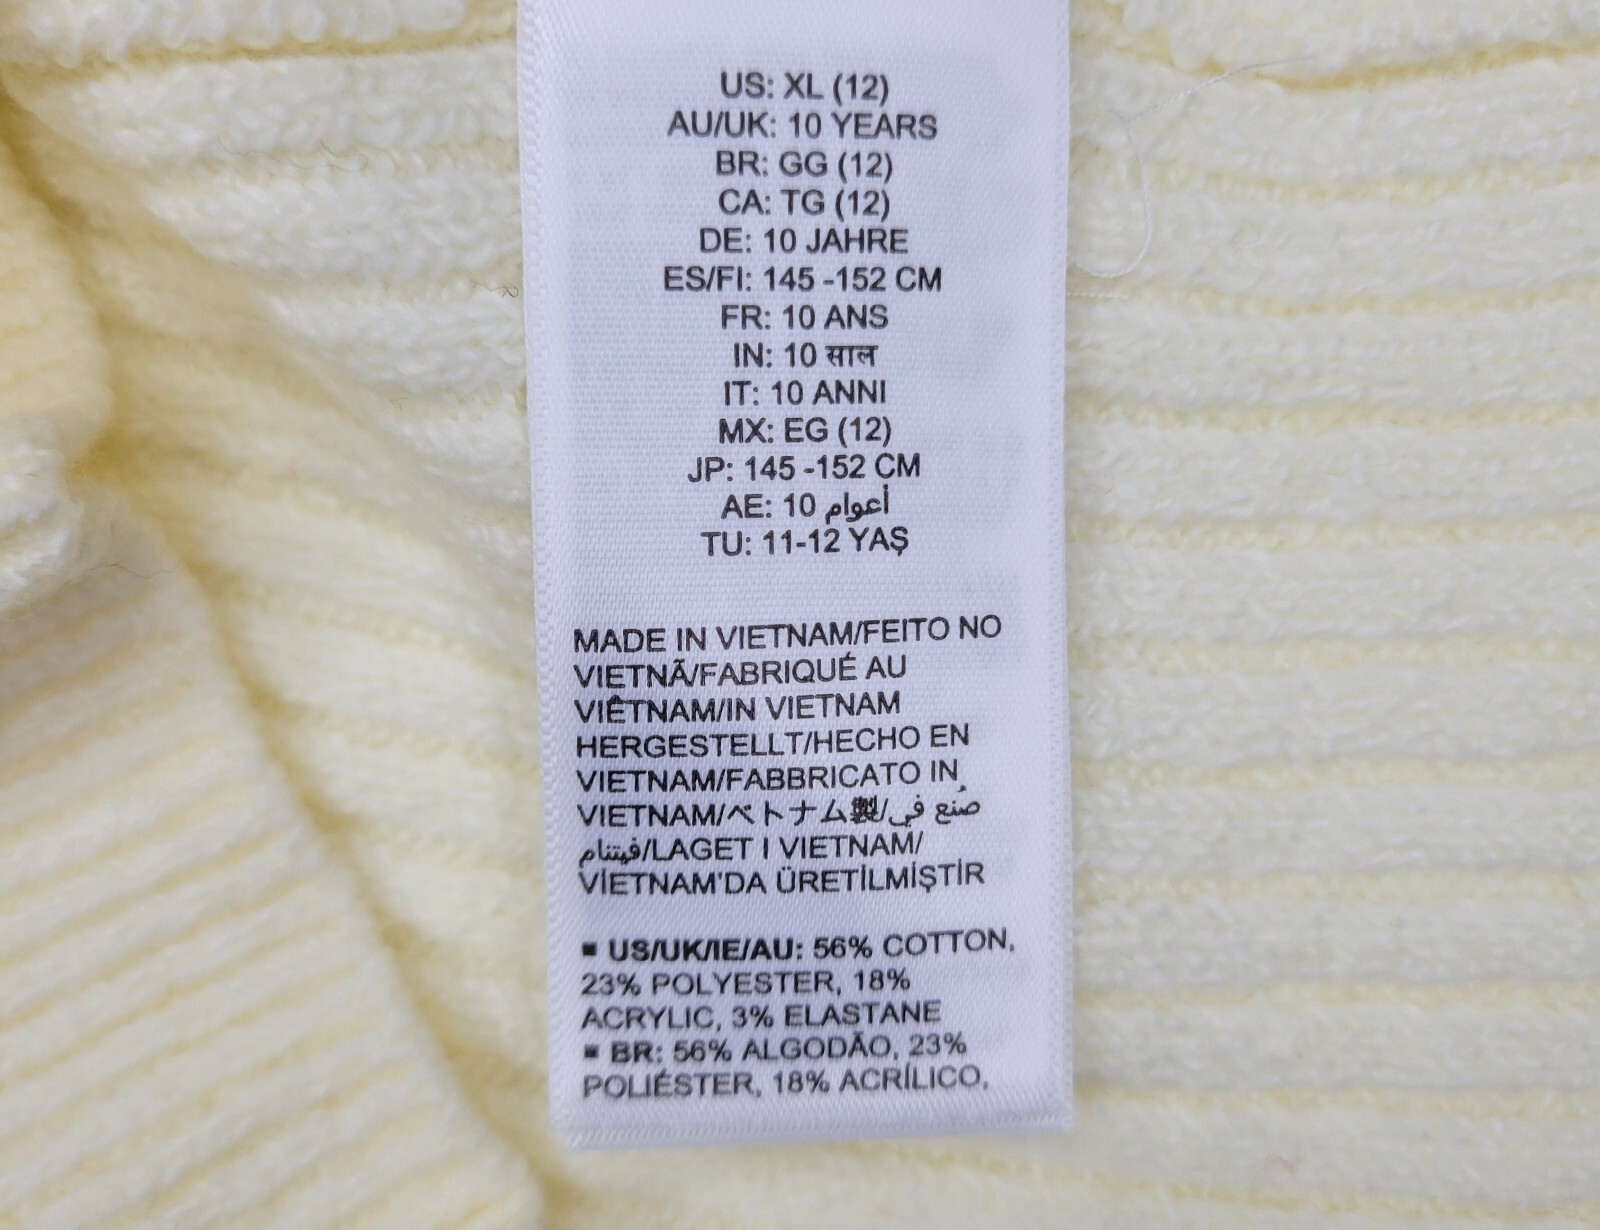 US: XL (12)
AU/UK: 10 YEARS
BR: GG (12)
CA: TG (12)
DE: 10 JAHRE
ES/FI: 145 -152 CM
FR: 10 ANS
IN: 10 साल
IT: 10 ANNI
MX: EG (12)
JP: 145 -152 CM
AE: 10 أعوام
TU: 11-12 YAŞ
MADE IN VIETNAM/FEITO NO
VIETNÃ/FABRIQUÉ AU
VIÊTNAM/IN VIETNAM
HERGESTELLT/HECHO EN
VIETNAM/FABBRICATO IN
VIETNAM/ベトナム製/صُنع في
فيتنام/LAGET I VIETNAM/
VİETNAM'DA ÜRETİLMİŞTİR
▪ US/UK/IE/AU: 56% COTTON,
23% POLYESTER, 18%
ACRYLIC, 3% ELASTANE
▪ BR: 56% ALGODÃO, 23%
POLIÉSTER, 18% ACRÍLICO,